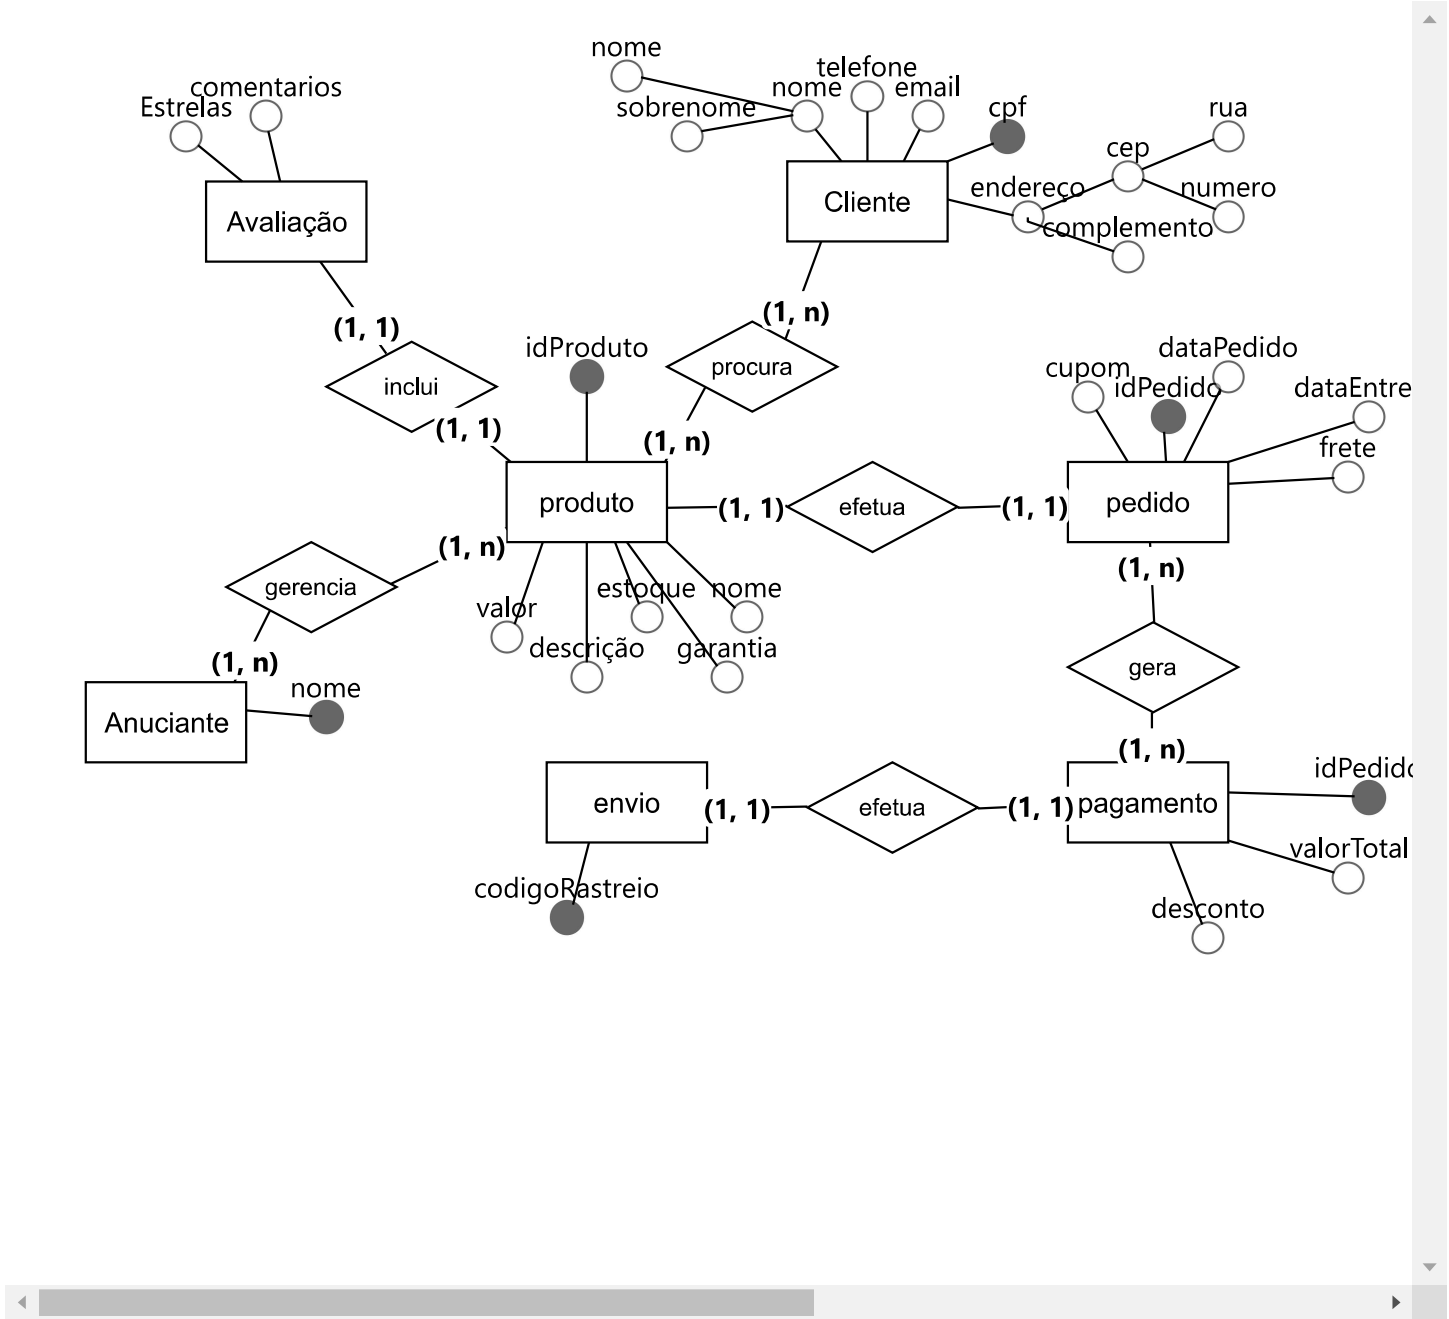 nome
telefone
comentarios
nome
email
Estrelas
sobrenome
cpf
rua
cep
endereço
numero
Cliente
Avaliação
complemento
(1, n)
(1, 1)
idProduto
dataPedido
procura
cupom
inclui
idPedido
dataEntre
(1, 1)
(1, n)
frete
produto
(1, 1)
efetua
(1, 1)
pedido
(1, n)
(1, n)
gerencia
estoque
nome
valor
descrição
garantia
(1, n)
gera
nome
Anuciante
(1, n)
idPedido
envio
(1, 1)
efetua
(1, 1)
pagamento
valorTotal
codigoRastreio
desconto